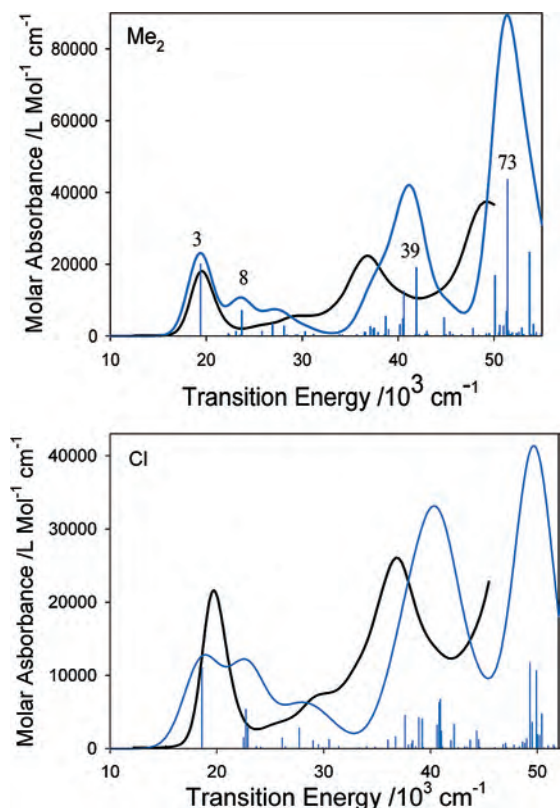 Me₂
Molar Absorbance /L Mol⁻¹ cm⁻¹
80000
60000
40000
20000
0
3
8
39
73
10 20 30 40 50
Transition Energy /10³ cm⁻¹
Cl
Molar Asborbance /L Mol⁻¹ cm⁻¹
40000
30000
20000
10000
0
10 20 30 40 50
Transition Energy /10³ cm⁻¹